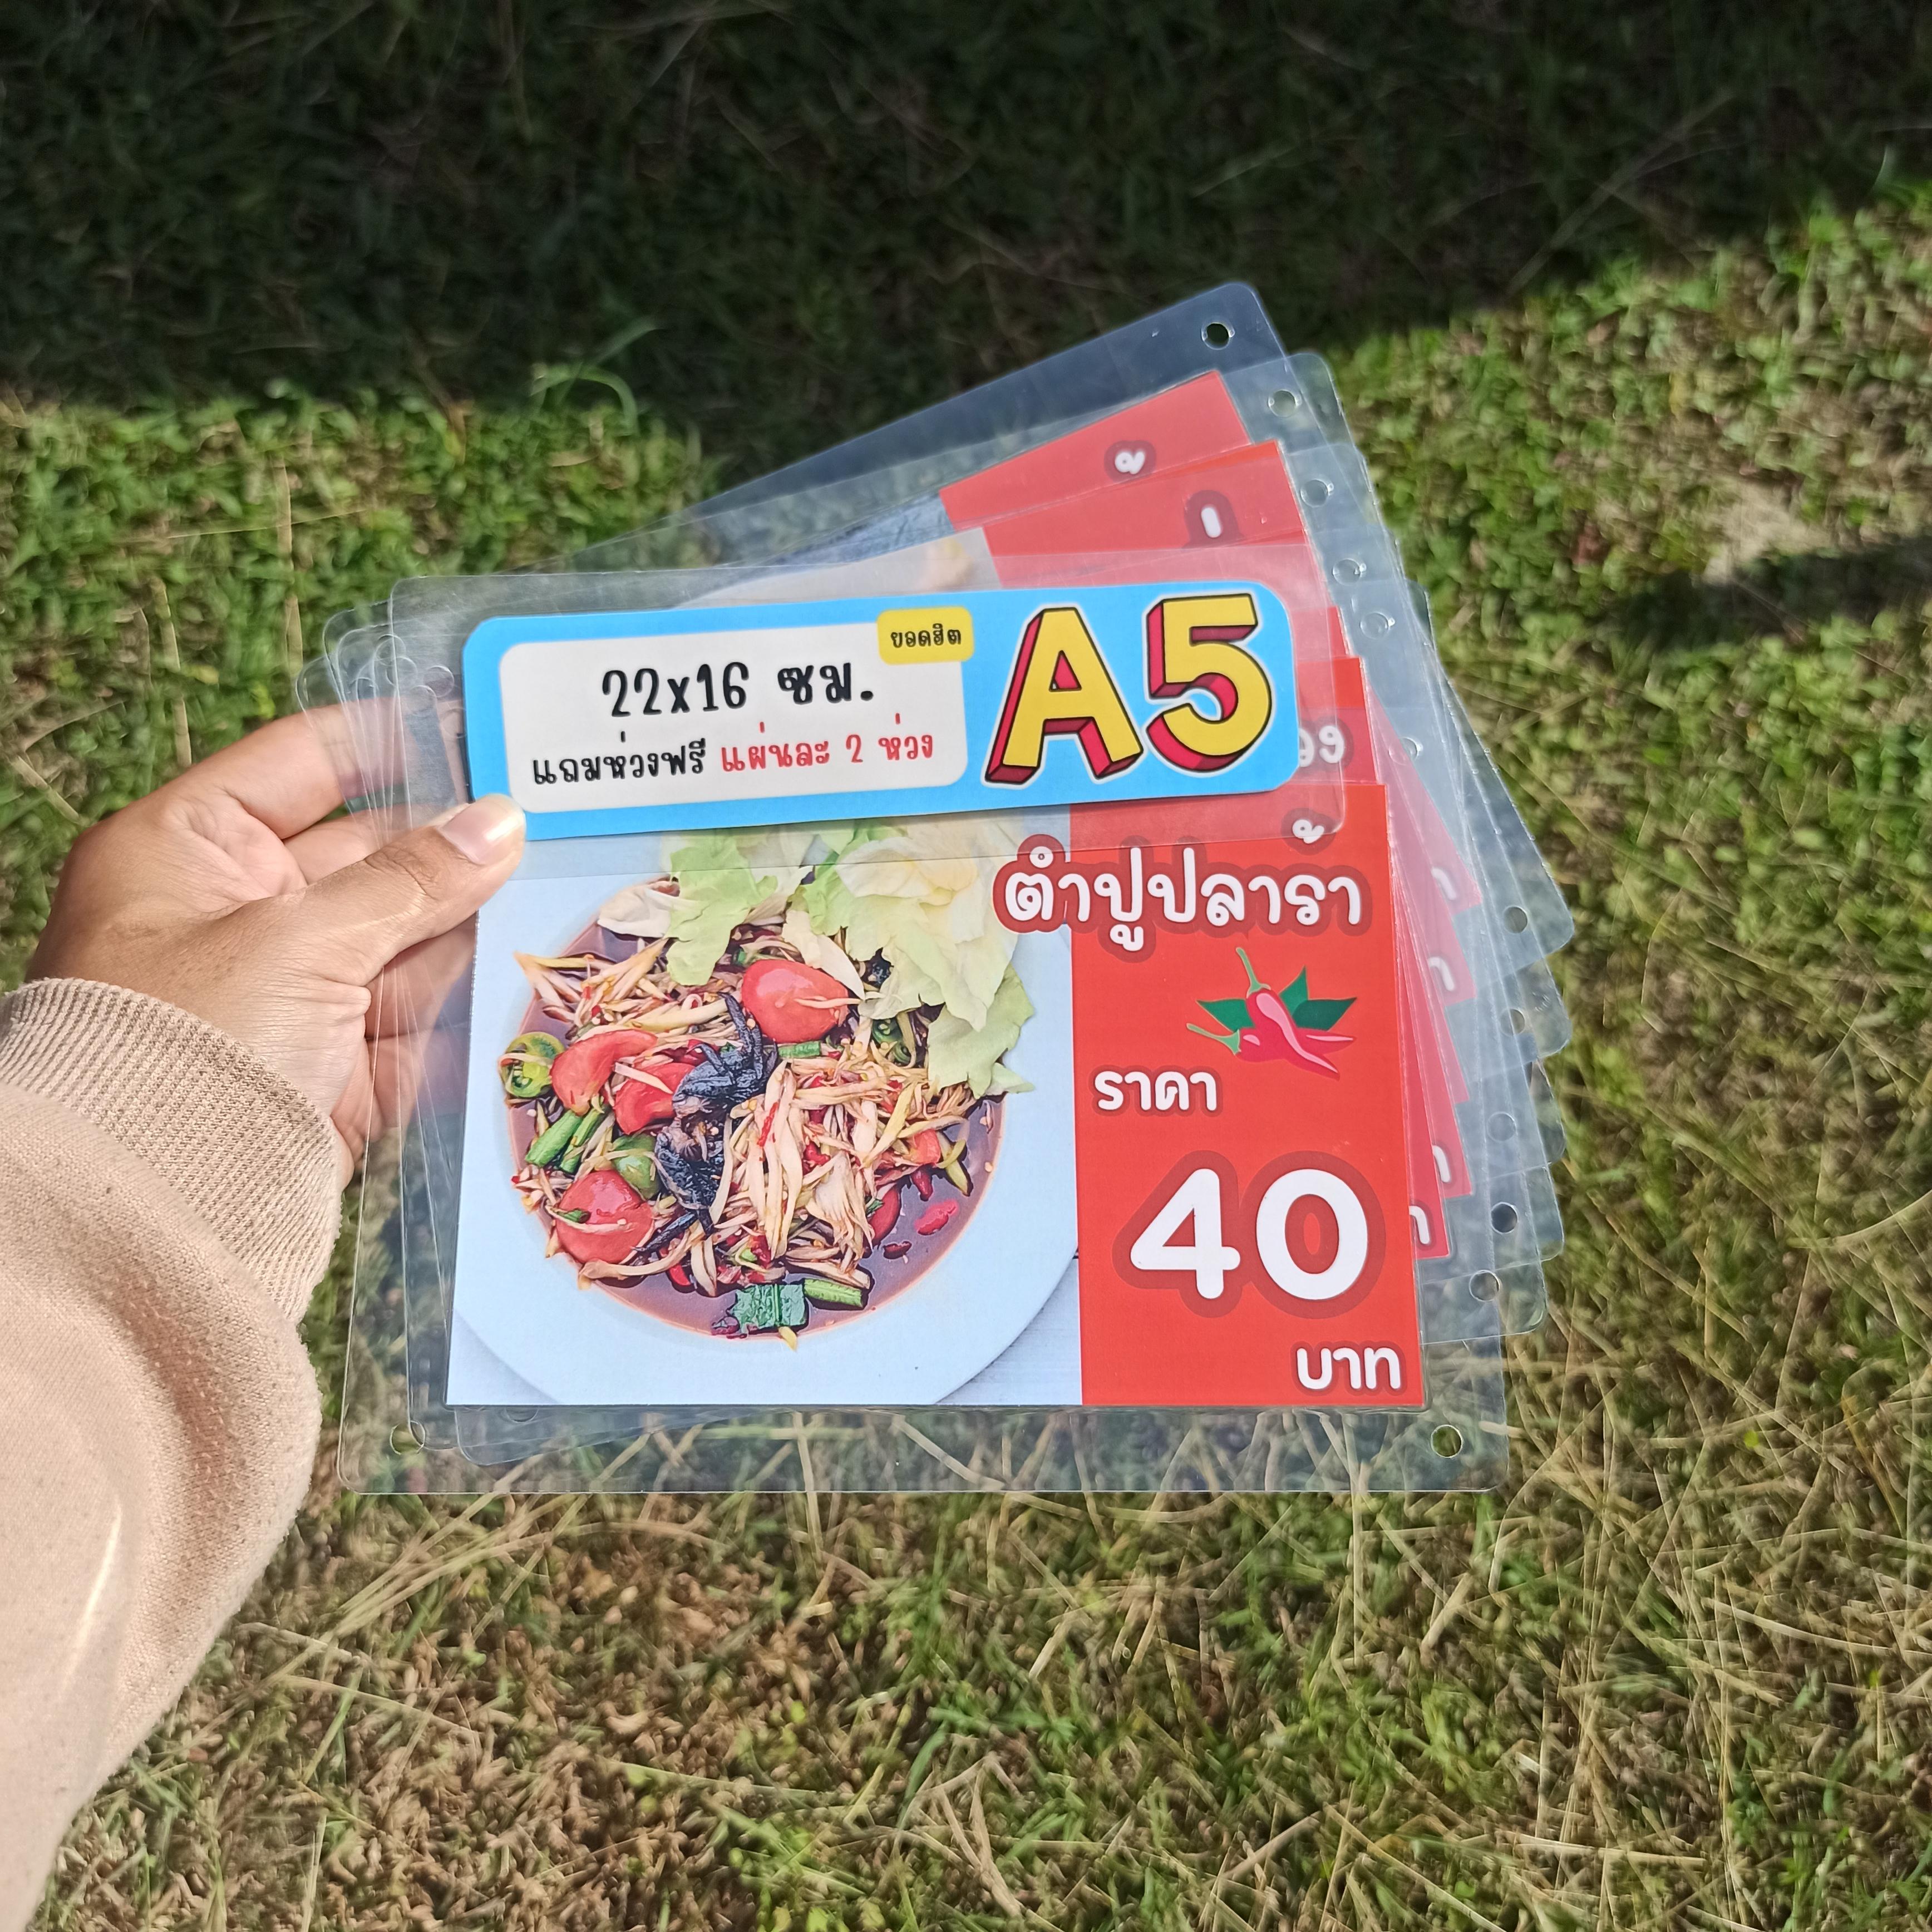 ยอดฮิต
22x16 ซม.
แถมห่วงฟรี แผ่นละ 2 ห่วง
A5
ตำปูปลาร้า
ราคา
40
บาท